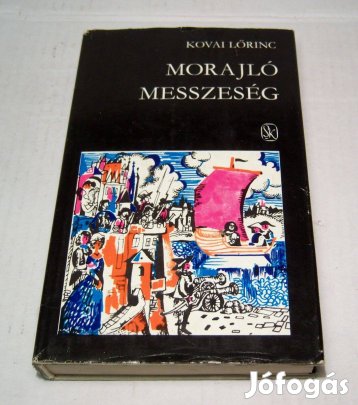 KOVAI LŐRINC
MORAJLÓ
MESSZESÉG
Jófogás